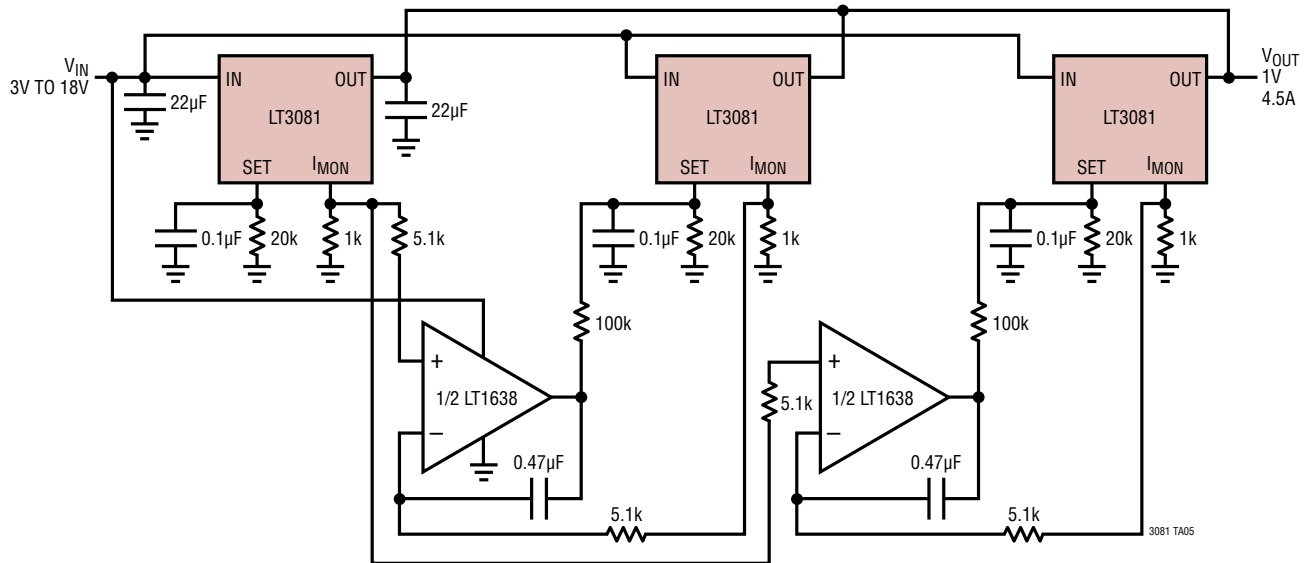 VIN
3V TO 18V
22µF
IN
OUT
LT3081
SET
IMON
22µF
IN
OUT
LT3081
SET
IMON
IN
OUT
LT3081
SET
IMON
VOUT
1V
4.5A
0.1µF
20k
1k
5.1k
0.1µF
20k
1k
0.1µF
20k
1k
100k
100k
+
1/2 LT1638
–
5.1k
+
1/2 LT1638
–
0.47µF
0.47µF
5.1k
5.1k
3081 TA05